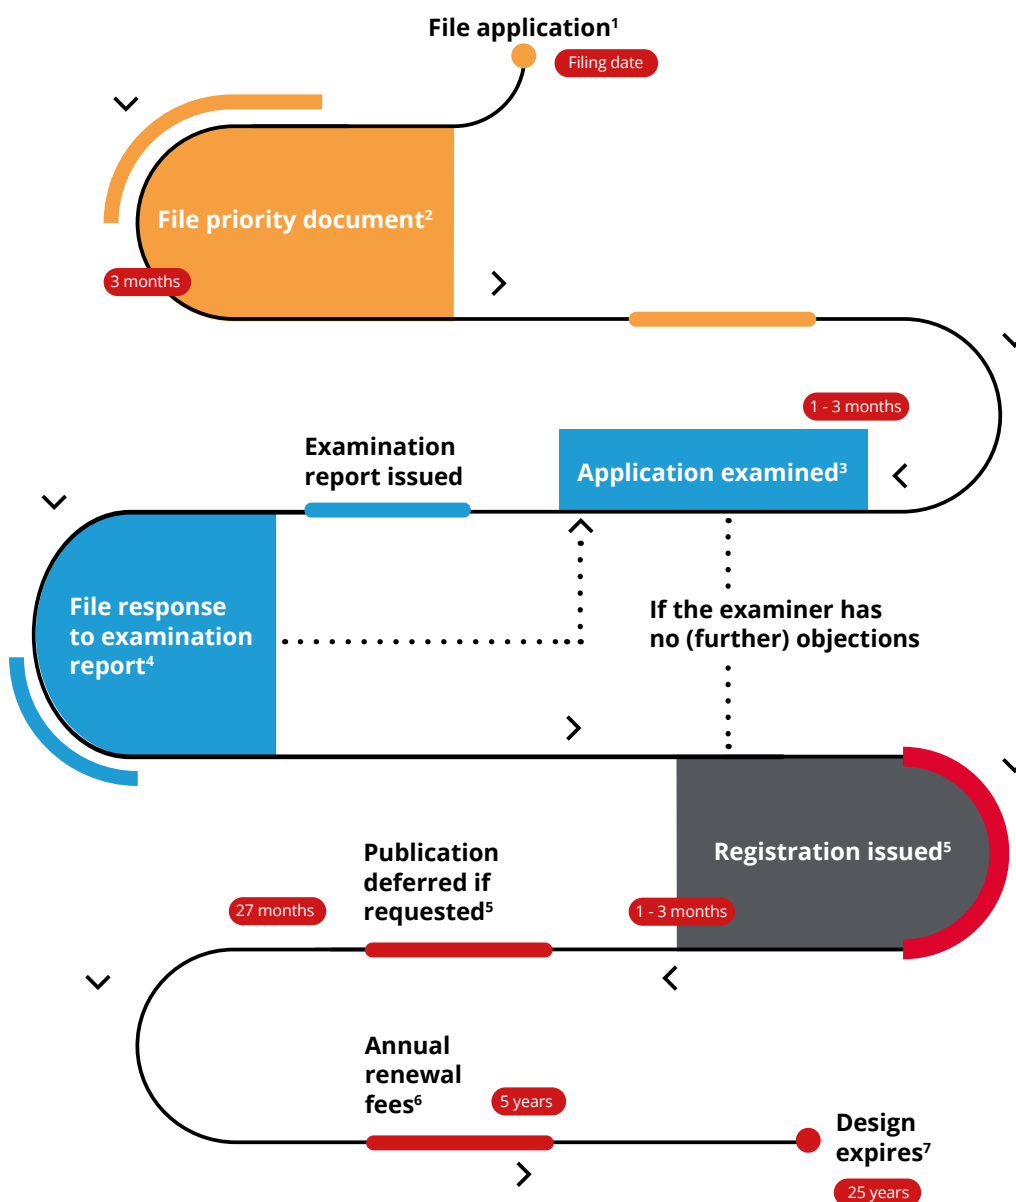 File application¹
Filing date
File priority document²
3 months
1 - 3 months
Application examined³
Examination
report issued
File response
to examination
report⁴
If the examiner has
no (further) objections
Registration issued⁵
1 - 3 months
Publication
deferred if
requested⁵
27 months
Annual
renewal
fees⁶
5 years
Design
expires⁷
25 years